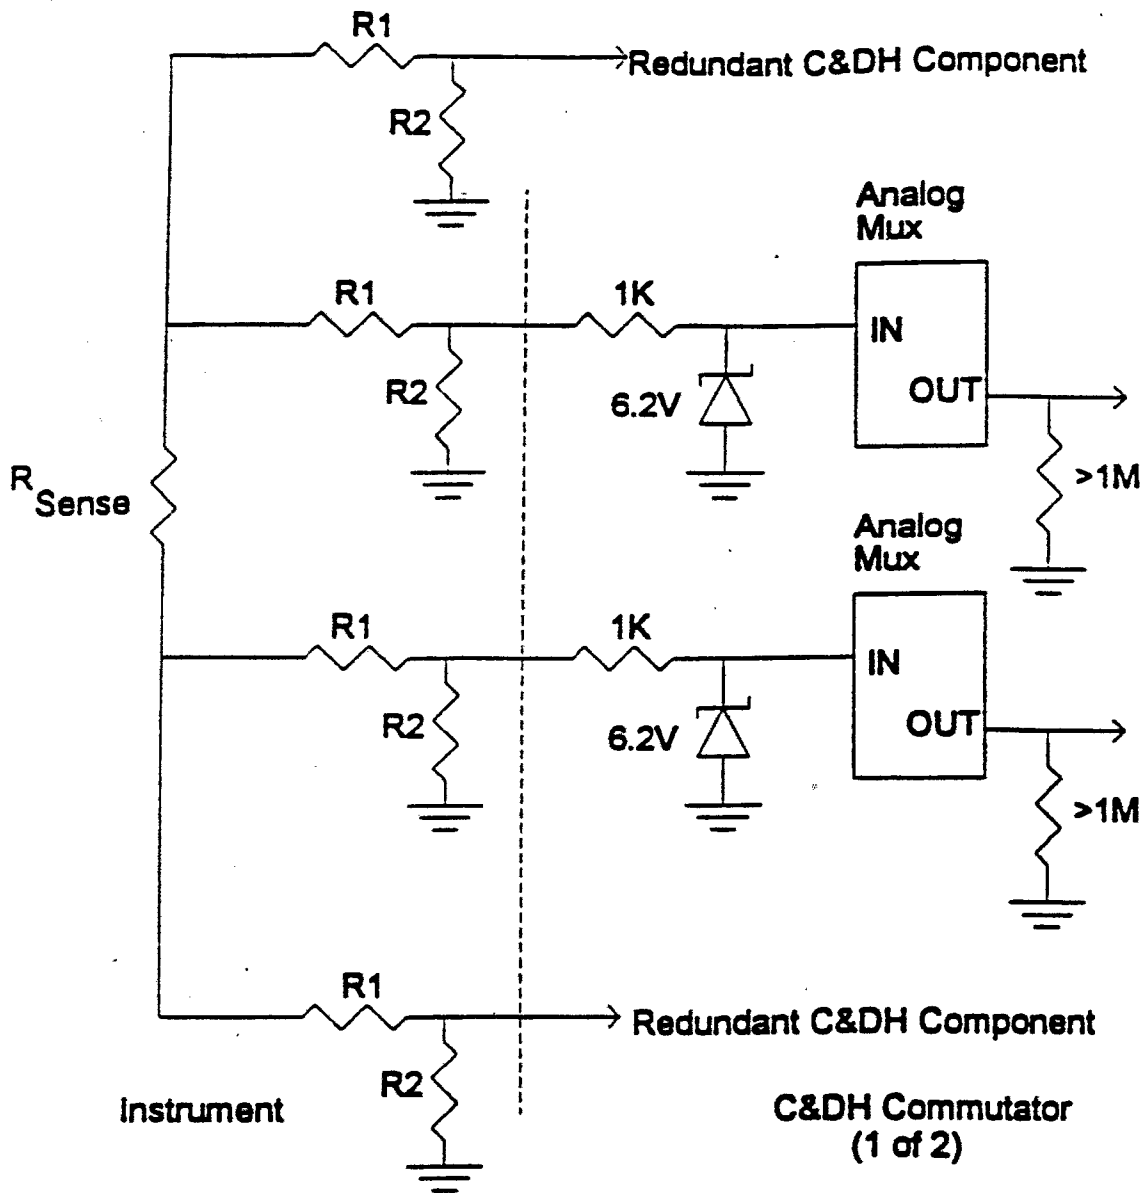 R1
Redundant C&DH Component
R2
Analog
Mux
R1
1K
IN
R2
6.2V
OUT
>1M
R
Sense
Analog
Mux
R1
1K
IN
R2
6.2V
OUT
>1M
R1
Redundant C&DH Component
R2
Instrument
C&DH Commutator
(1 of 2)